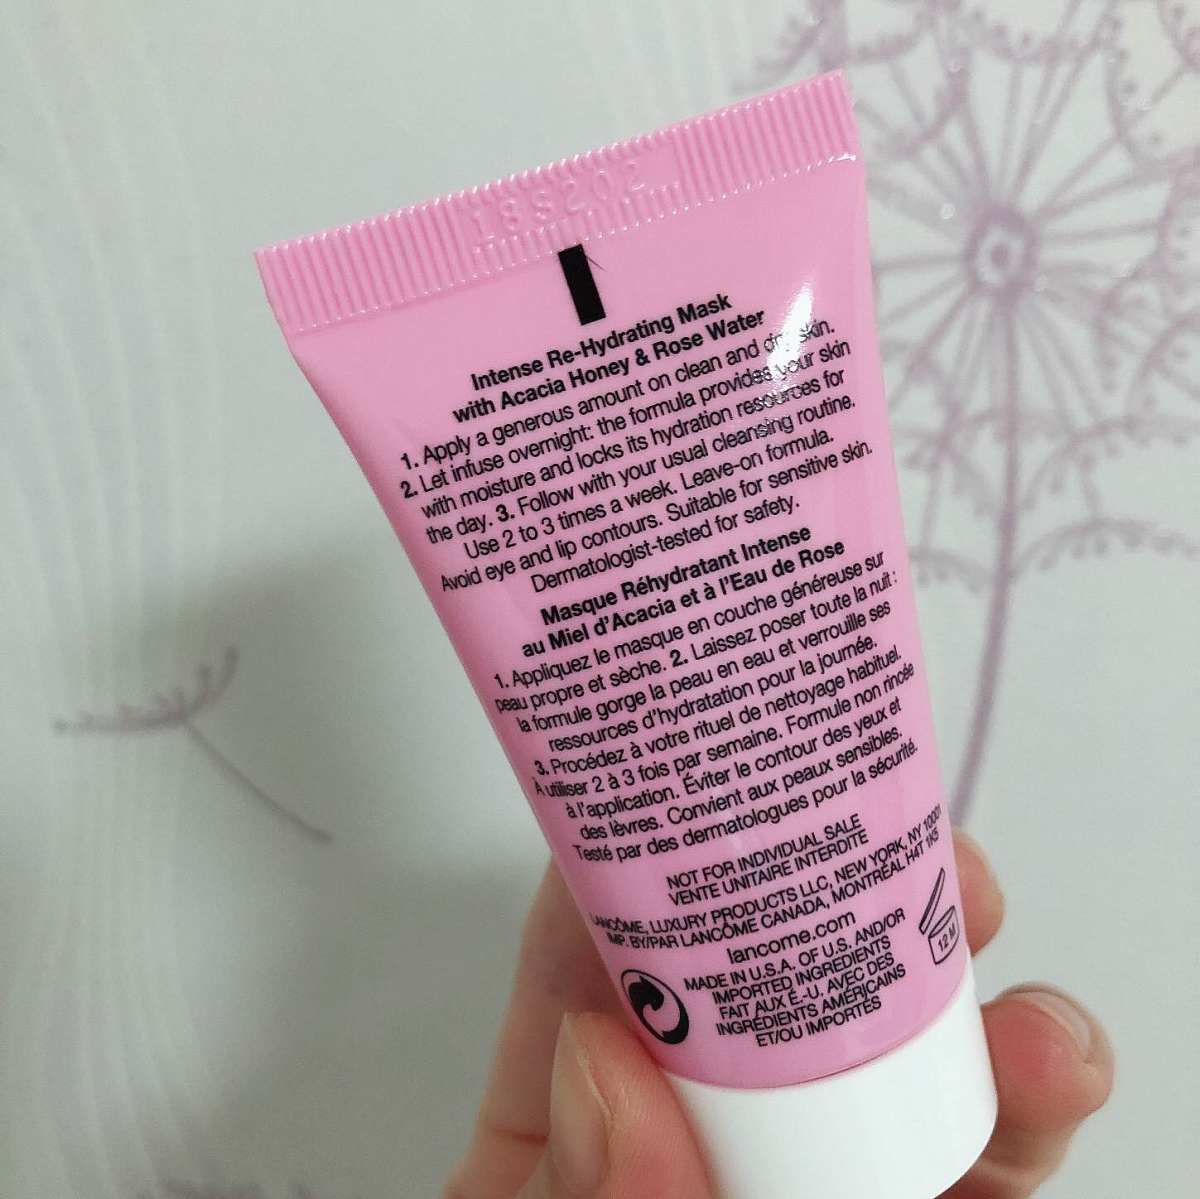 18S202
Intense Re-Hydrating Mask
with Acacia Honey & Rose Water
1. Apply a generous amount on clean and dry skin.
2. Let infuse overnight: the formula provides your skin
with moisture and locks its hydration resources for
the day. 3. Follow with your usual cleansing routine.
Use 2 to 3 times a week. Leave-on formula.
Avoid eye and lip contours. Suitable for sensitive skin.
Dermatologist-tested for safety.
Masque Réhydratant Intense
au Miel d'Acacia et à l'Eau de Rose
1. Appliquez le masque en couche généreuse sur
peau propre et sèche. 2. Laissez poser toute la nuit :
la formule gorge la peau en eau et verrouille ses
ressources d'hydratation pour la journée.
3. Procédez à votre rituel de nettoyage habituel.
A utiliser 2 à 3 fois par semaine. Formule non rincée
à l'application. Éviter le contour des yeux et
des lèvres. Convient aux peaux sensibles.
Testé par des dermatologues pour la sécurité.
NOT FOR INDIVIDUAL SALE
VENTE UNITAIRE INTERDITE
LANCÔME, LUXURY PRODUCTS LLC, NEW YORK, NY 10001
IMP. BY/PAR LANCÔME CANADA, MONTRÉAL H4T 1K5
lancome.com
MADE IN U.S.A. OF U.S. AND/OR
IMPORTED INGREDIENTS
FAIT AUX É.-U. AVEC DES
INGRÉDIENTS AMÉRICAINS
ET/OU IMPORTÉS
12 M